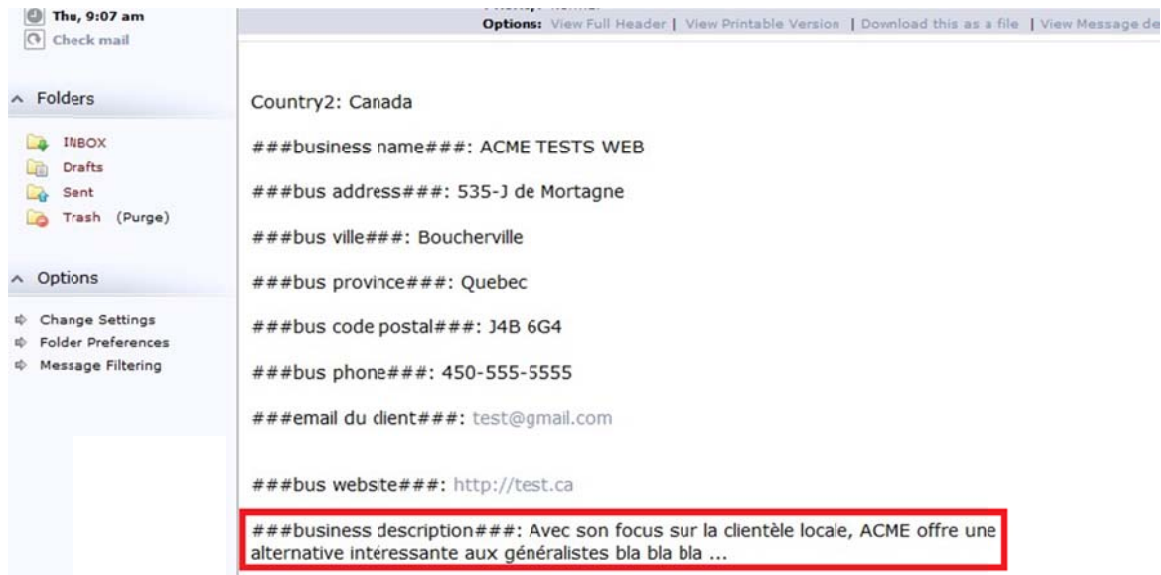 Thu, 9:07 am
Check mail
Folders
INBOX
Drafts
Sent
Trash (Purge)
Options
Change Settings
Folder Preferences
Message Filtering
Options: View Full Header | View Printable Version | Download this as a file | View Message de
Country2: Canada
###business name###: ACME TESTS WEB
###bus address###: 535-J de Mortagne
###bus ville###: Boucherville
###bus province###: Quebec
###bus code postal###: J4B 6G4
###bus phone###: 450-555-5555
###email du client###: test@gmail.com
###bus website###: http://test.ca
###business description###: Avec son focus sur la clientèle locale, ACME offre une
alternative intéressante aux généralistes bla bla bla ...